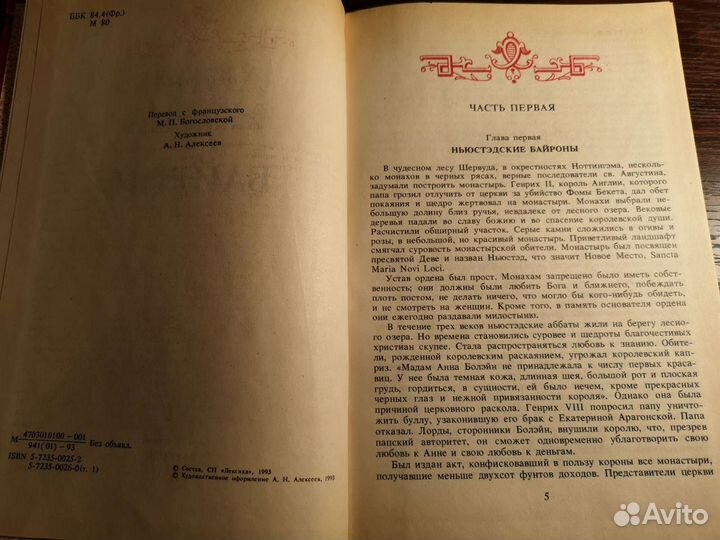 ББК 84.4(Фр.)
М 80
Перевод с французского
М. П. Богословской
Художник
А. Н. Алексеев
М 4703010100—001
941(01)—93 Без объявл.
ISBN 5-7235-0025-2
5-7235-0026-0(т. 1)
© Состав, СП «Лексика», 1993
© Художественное оформление А. Н. Алексеев, 1993
ЧАСТЬ ПЕРВАЯ
Глава первая
НЬЮСТЭДСКИЕ БАЙРОНЫ
В чудесном лесу Шервуда, в окрестностях Ноттингэма, несколь-
ко монахов в черных рясах, верные последователи св. Августина,
задумали построить монастырь. Генрих II, король Англии, которого
папа грозил отлучить от церкви за убийство Фомы Бекета, дал обет
покаяния и щедро жертвовал на монастыри. Монахи выбрали не-
большую долину близ ручья, невдалеке от лесного озера. Вековые
деревья падали во славу божию и во спасение королевской души.
Расчистили обширный участок. Серые камни сложились в огивы и
розы, в небольшой, но красивый монастырь. Приветливый ландшафт
смягчал суровость монастырской обители. Монастырь был посвящен
пресвятой Деве и назван Ньюстэд, что значит Новое Место, Sancta
Maria Novi Loci.
Устав ордена был прост. Монахам запрещено было иметь соб-
ственность; они должны были любить Бога и ближнего, побеждать
плоть постом, не делать ничего, что могло бы кого-нибудь обидеть,
и не смотреть на женщин. Кроме того, в память основателя ордена
они ежегодно раздавали милостыню.
В течение трех веков ньюстэдские аббаты жили на берегу лесно-
го озера. Но времена становились суровее и щедроты благочестивых
христиан скупее. Стала распространяться любовь к знанию. Обите-
ли, рожденной королевским раскаянием, угрожал королевский кап-
риз. «Мадам Анна Болэйн не принадлежала к числу первых краса-
виц. У нее была темная кожа, длинная шея, большой рот и плоская
грудь, гордиться, в сущности, ей было нечем, кроме прекрасных
черных глаз и нежной привязанности короля». Однако она была
причиной церковного раскола. Генрих VIII попросил папу уничто-
жить буллу, узаконившую его брак с Екатериной Арагонской. Папа
отказал. Лорды, сторонники Болэйн, внушили королю, что, презрев
папский авторитет, он сможет одновременно ублаготворить свою
любовь к Анне и свою любовь к деньгам.
Был издан акт, конфисковавший в пользу короны все монастыри,
получавшие меньше двухсот фунтов доходов. Представители церкви
5
Avito